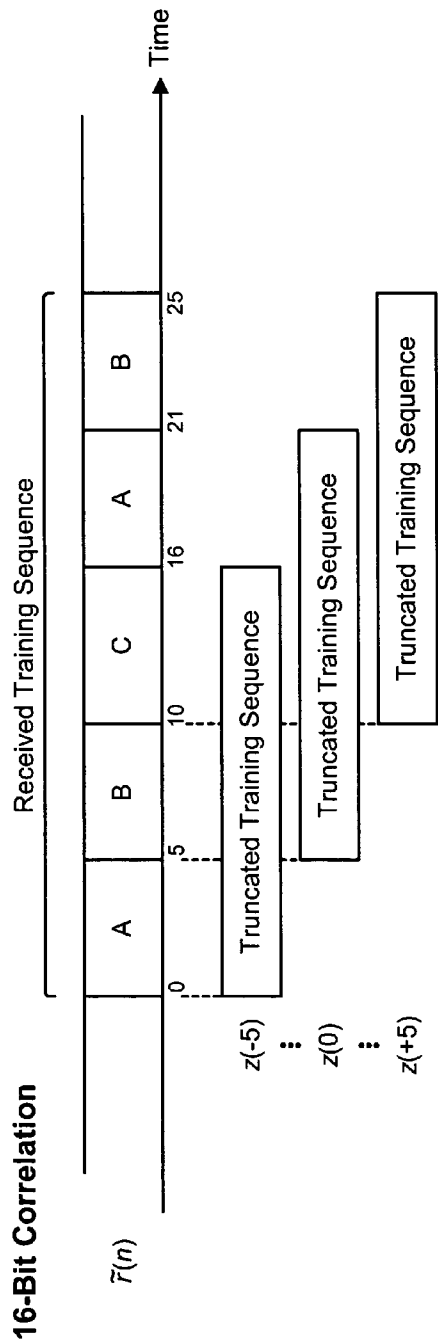 16-Bit Correlation
Received Training Sequence
r̃(n)
A B C A B
Time
0 5 10 16 21 25
z(-5) Truncated Training Sequence
z(0) Truncated Training Sequence
z(+5) Truncated Training Sequence